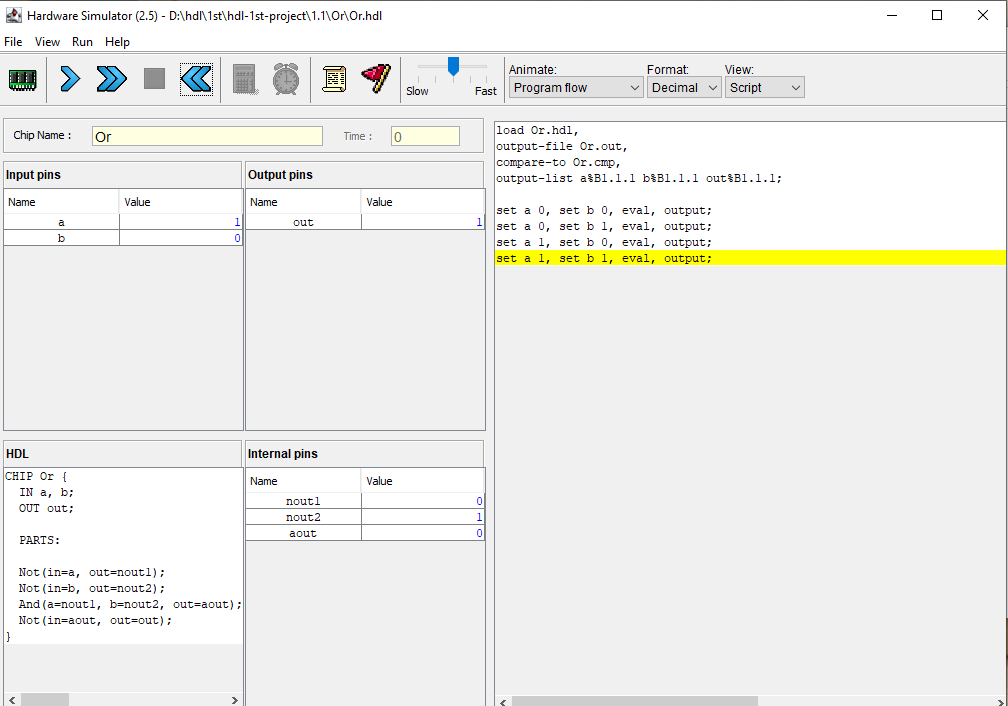 Hardware Simulator (2.5) - D:\hdl\1st\hdl-1st-project\1.1\Or\Or.hdl
File View Run Help
Slow Fast
Animate: Format: View:
Program flow Decimal Script
Chip Name : Or Time : 0
Input pins
Name Value
a 1
b 0
Output pins
Name Value
out 1
HDL
CHIP Or {
IN a, b;
OUT out;
PARTS:
Not(in=a, out=nout1);
Not(in=b, out=nout2);
And(a=nout1, b=nout2, out=aout);
Not(in=aout, out=out);
}
Internal pins
Name Value
nout1 0
nout2 1
aout 0
load Or.hdl,
output-file Or.out,
compare-to Or.cmp,
output-list a%B1.1.1 b%B1.1.1 out%B1.1.1;
set a 0, set b 0, eval, output;
set a 0, set b 1, eval, output;
set a 1, set b 0, eval, output;
set a 1, set b 1, eval, output;